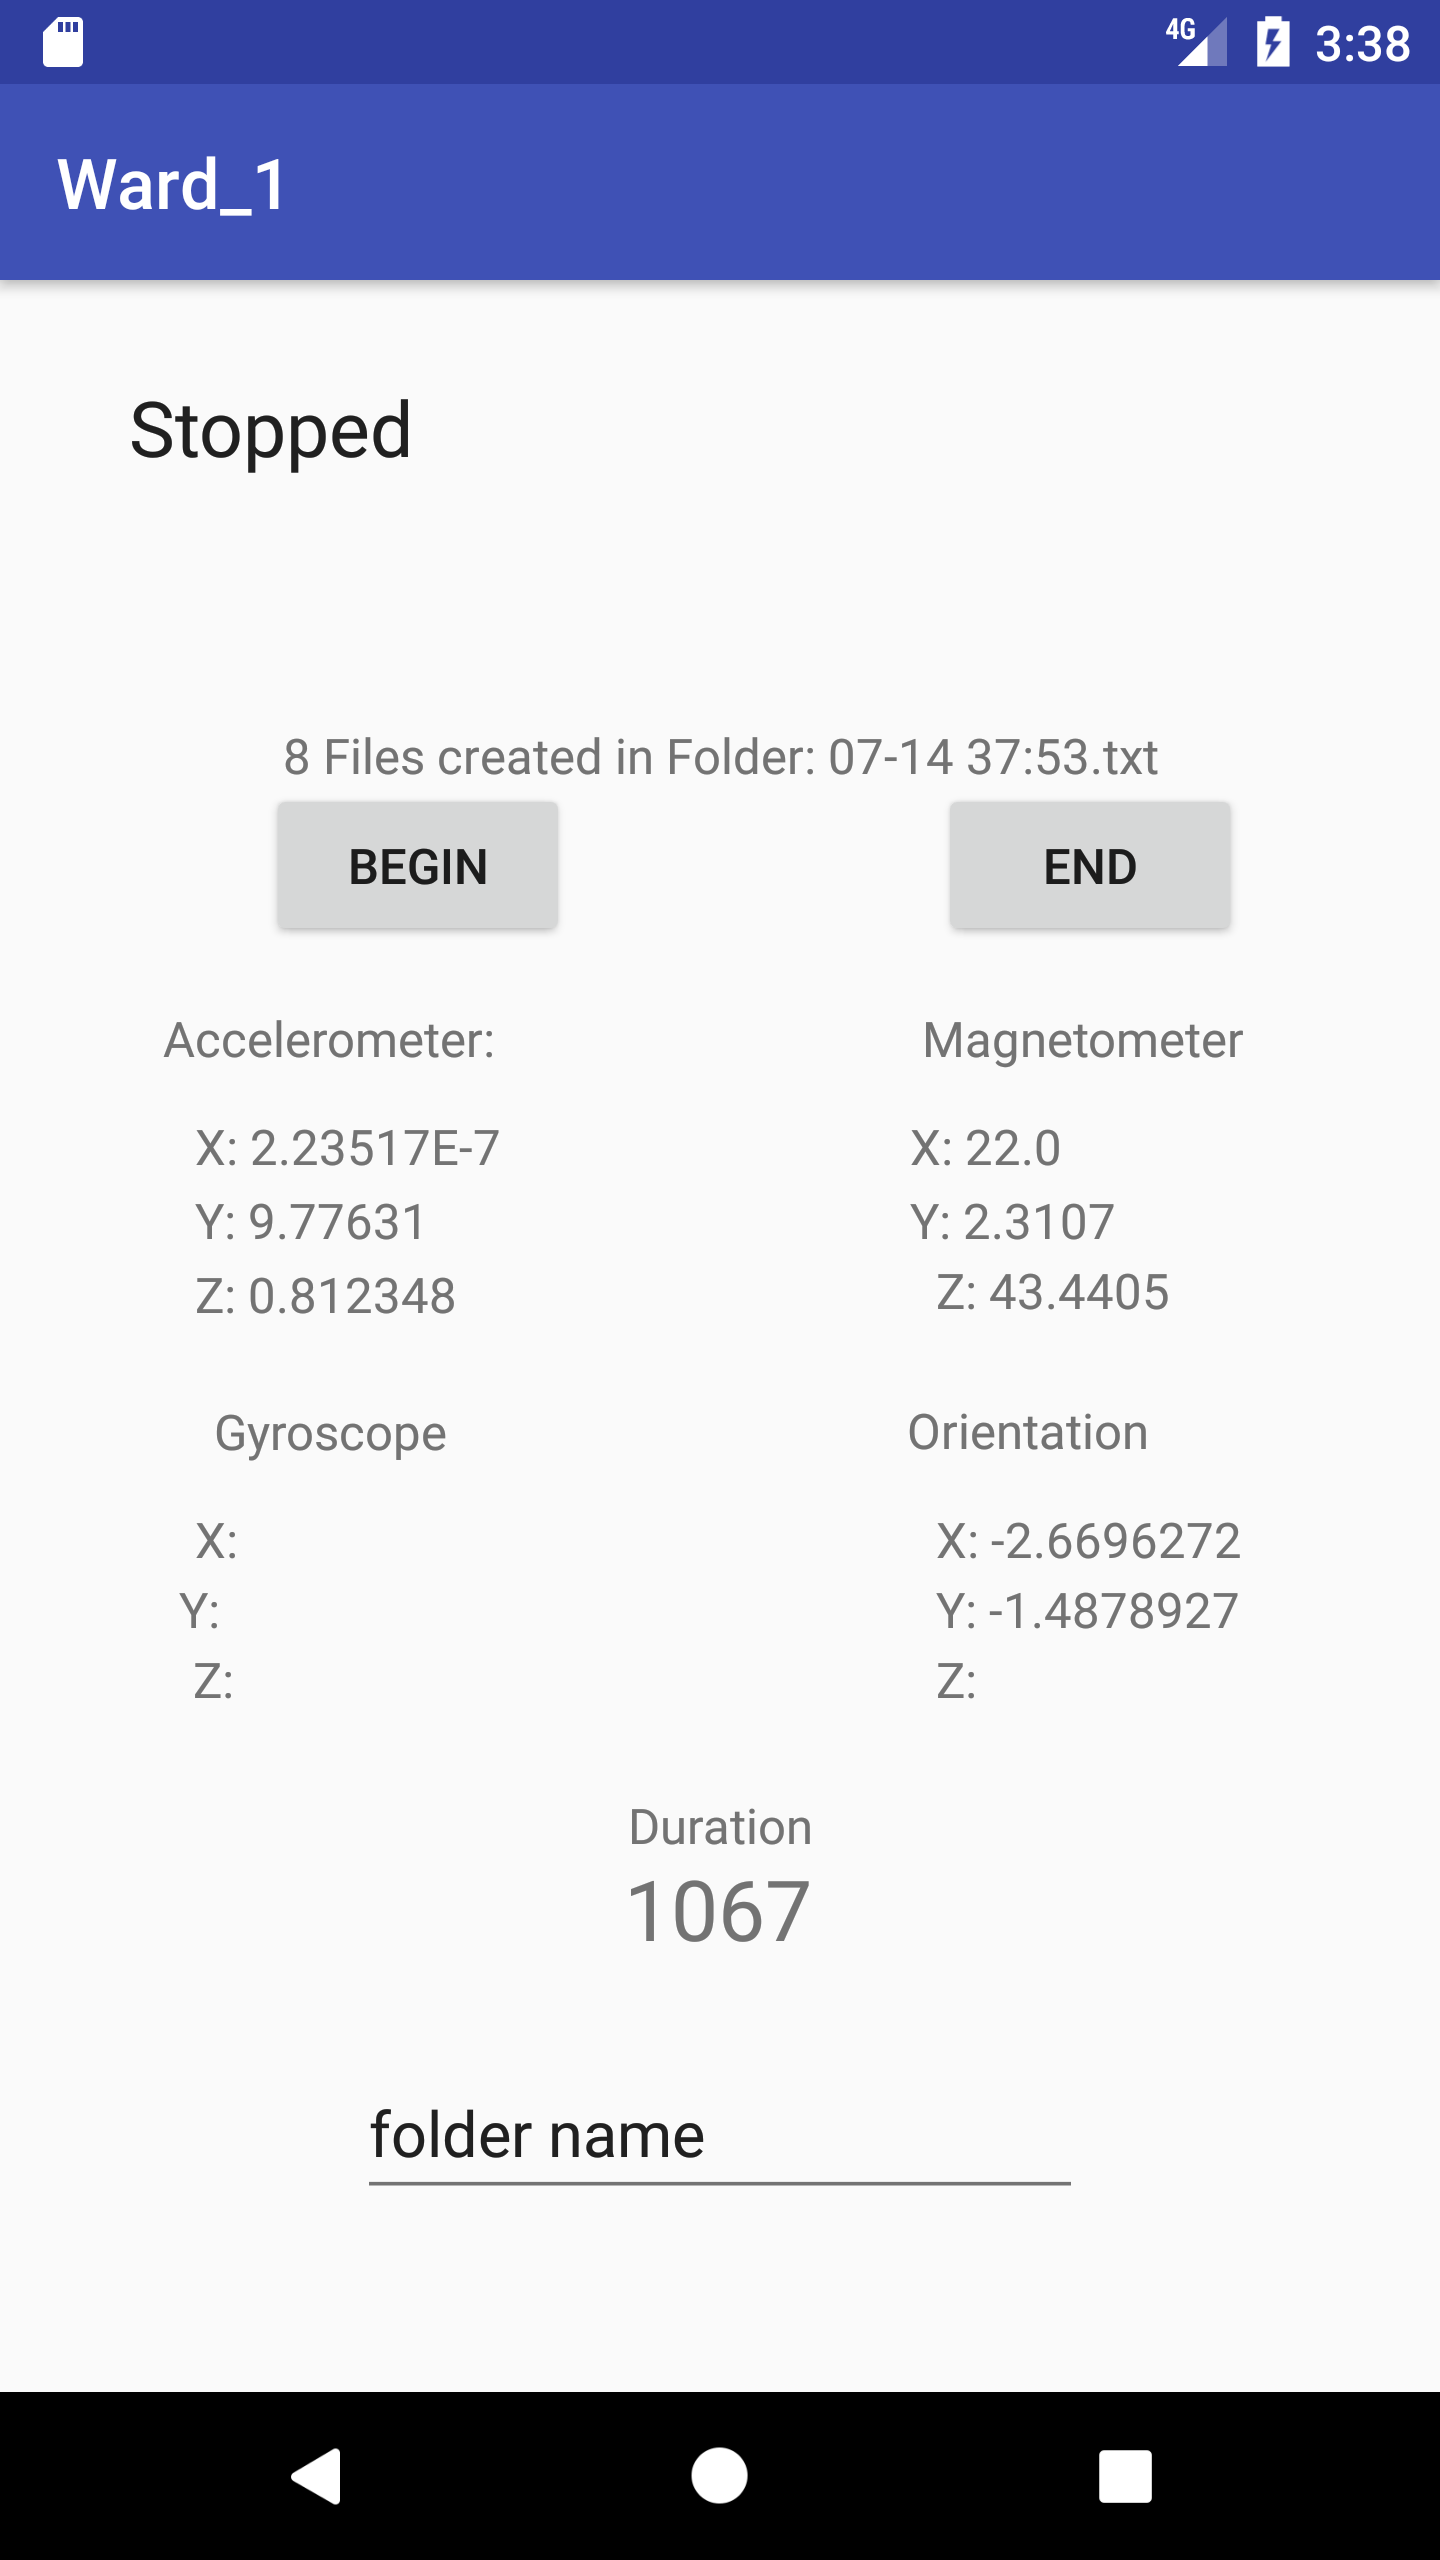 4G 3:38
Ward_1
Stopped
8 Files created in Folder: 07-14 37:53.txt
BEGIN END
Accelerometer: Magnetometer
X: 2.23517E-7 X: 22.0
Y: 9.77631 Y: 2.3107
Z: 0.812348 Z: 43.4405
Gyroscope Orientation
X: X: -2.6696272
Y: Y: -1.4878927
Z: Z:
Duration
1067
folder name